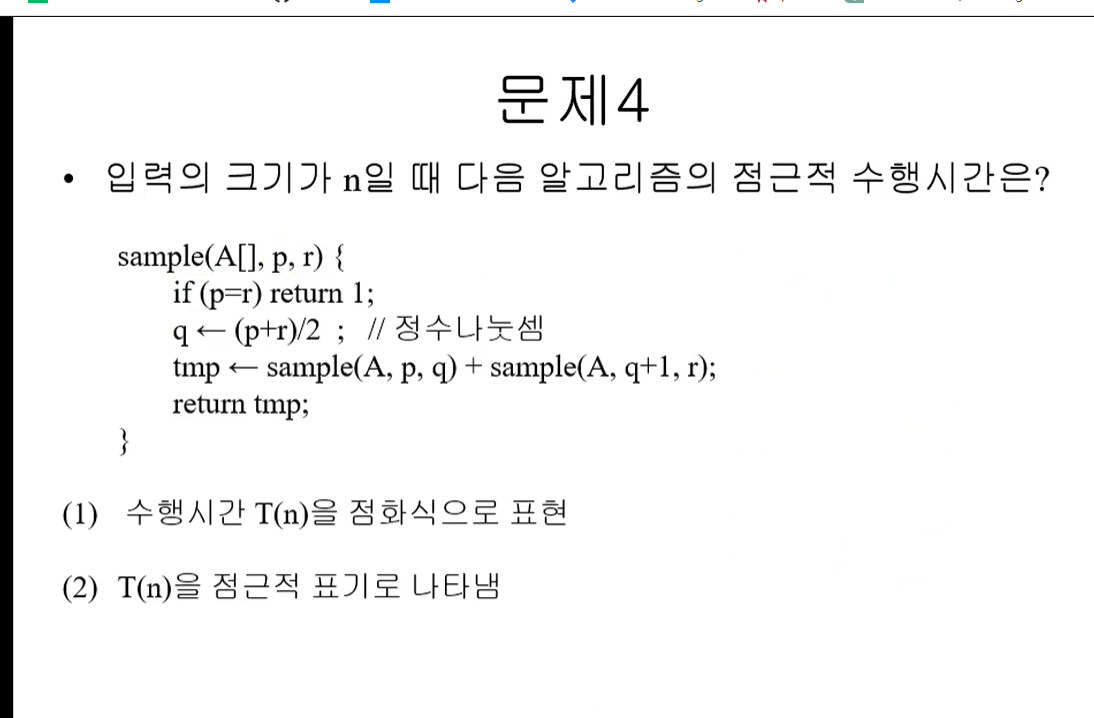 문제4
• 입력의 크기가 n일 때 다음 알고리즘의 점근적 수행시간은?
sample(A[], p, r) {
if (p=r) return 1;
q ← (p+r)/2 ; // 정수나눗셈
tmp ← sample(A, p, q) + sample(A, q+1, r);
return tmp;
}
(1) 수행시간 T(n)을 점화식으로 표현
(2) T(n)을 점근적 표기로 나타냄